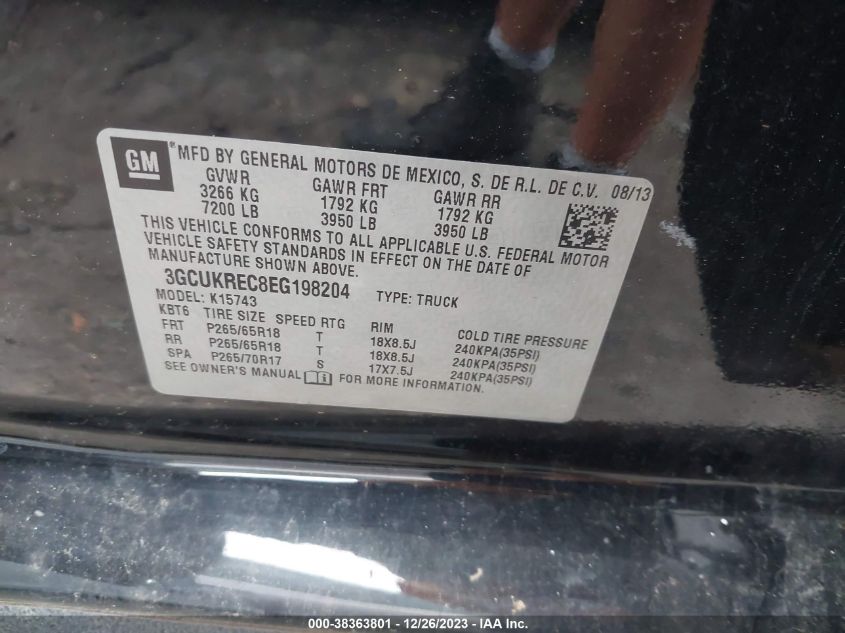 GM ® MFD BY GENERAL MOTORS DE MEXICO, S. DE R.L. DE C.V. 08/13
GVWR GAWR FRT GAWR RR
3266 KG 1792 KG 1792 KG
7200 LB 3950 LB 3950 LB
THIS VEHICLE CONFORMS TO ALL APPLICABLE U.S. FEDERAL MOTOR
VEHICLE SAFETY STANDARDS IN EFFECT ON THE DATE OF
MANUFACTURE SHOWN ABOVE.
3GCUKREC8EG198204 TYPE: TRUCK
MODEL: K15743
KBT6 TIRE SIZE SPEED RTG RIM COLD TIRE PRESSURE
FRT P265/65R18 T 18X8.5J 240KPA(35PSI)
RR P265/65R18 T 18X8.5J 240KPA(35PSI)
SPA P265/70R17 S 17X7.5J 240KPA(35PSI)
SEE OWNER'S MANUAL FOR MORE INFORMATION.
000-38363801 - 12/26/2023 - IAA Inc.